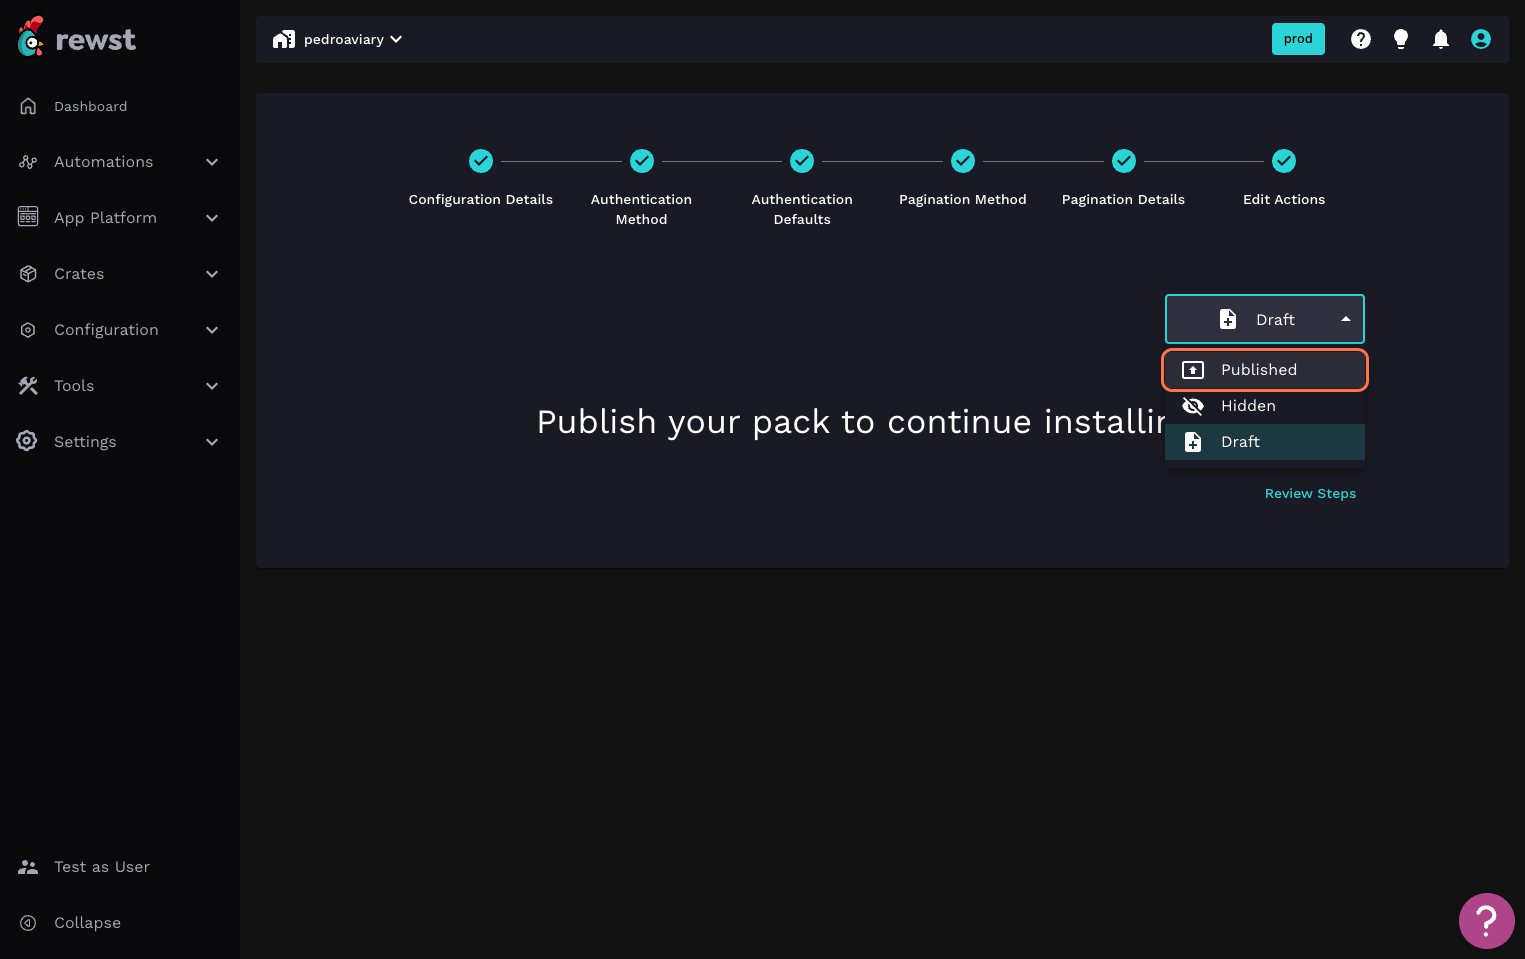 rewst
pedroaviary
prod
Dashboard
Automations
App Platform
Crates
Configuration
Tools
Settings
Test as User
Collapse
Configuration Details
Authentication
Method
Authentication
Defaults
Pagination Method
Pagination Details
Edit Actions
Draft
Published
Hidden
Draft
Publish your pack to continue
Review Steps
?